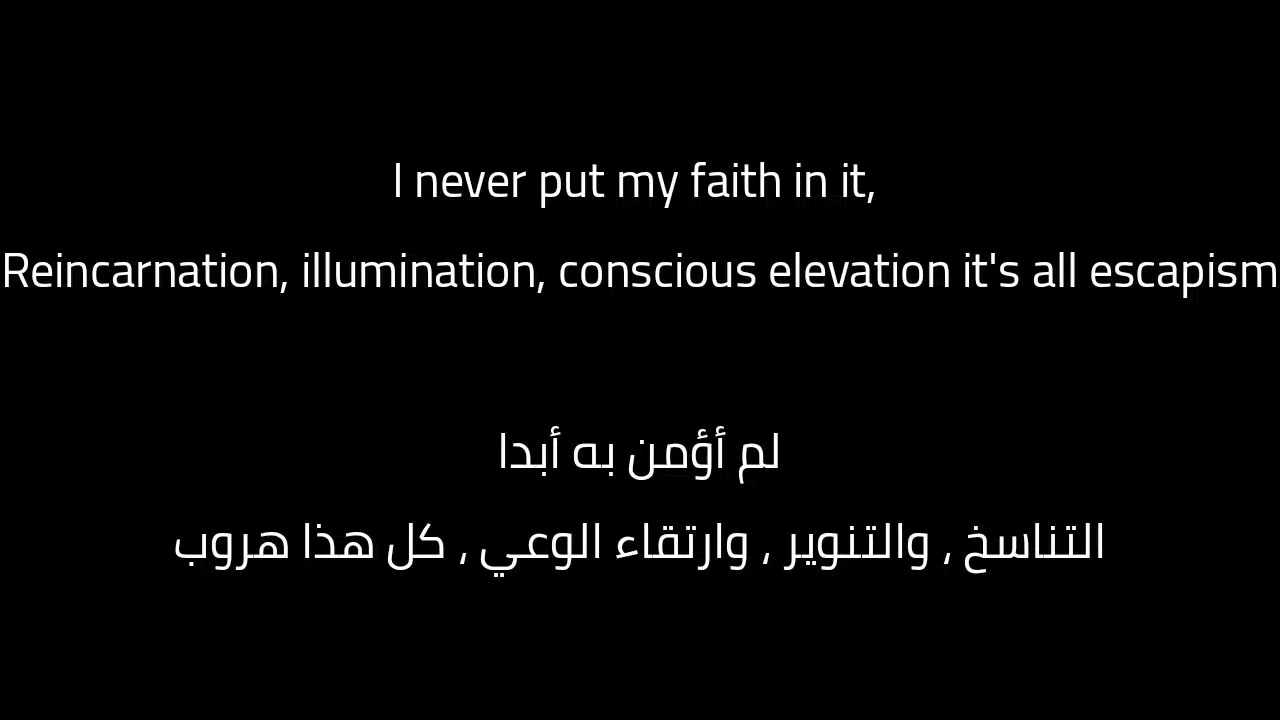 I never put my faith in it,
Reincarnation, illumination, conscious elevation it's all escapism
لم أؤمن به أبدا
التناسخ ، والتنوير ، وارتقاء الوعي ، كل هذا هروب